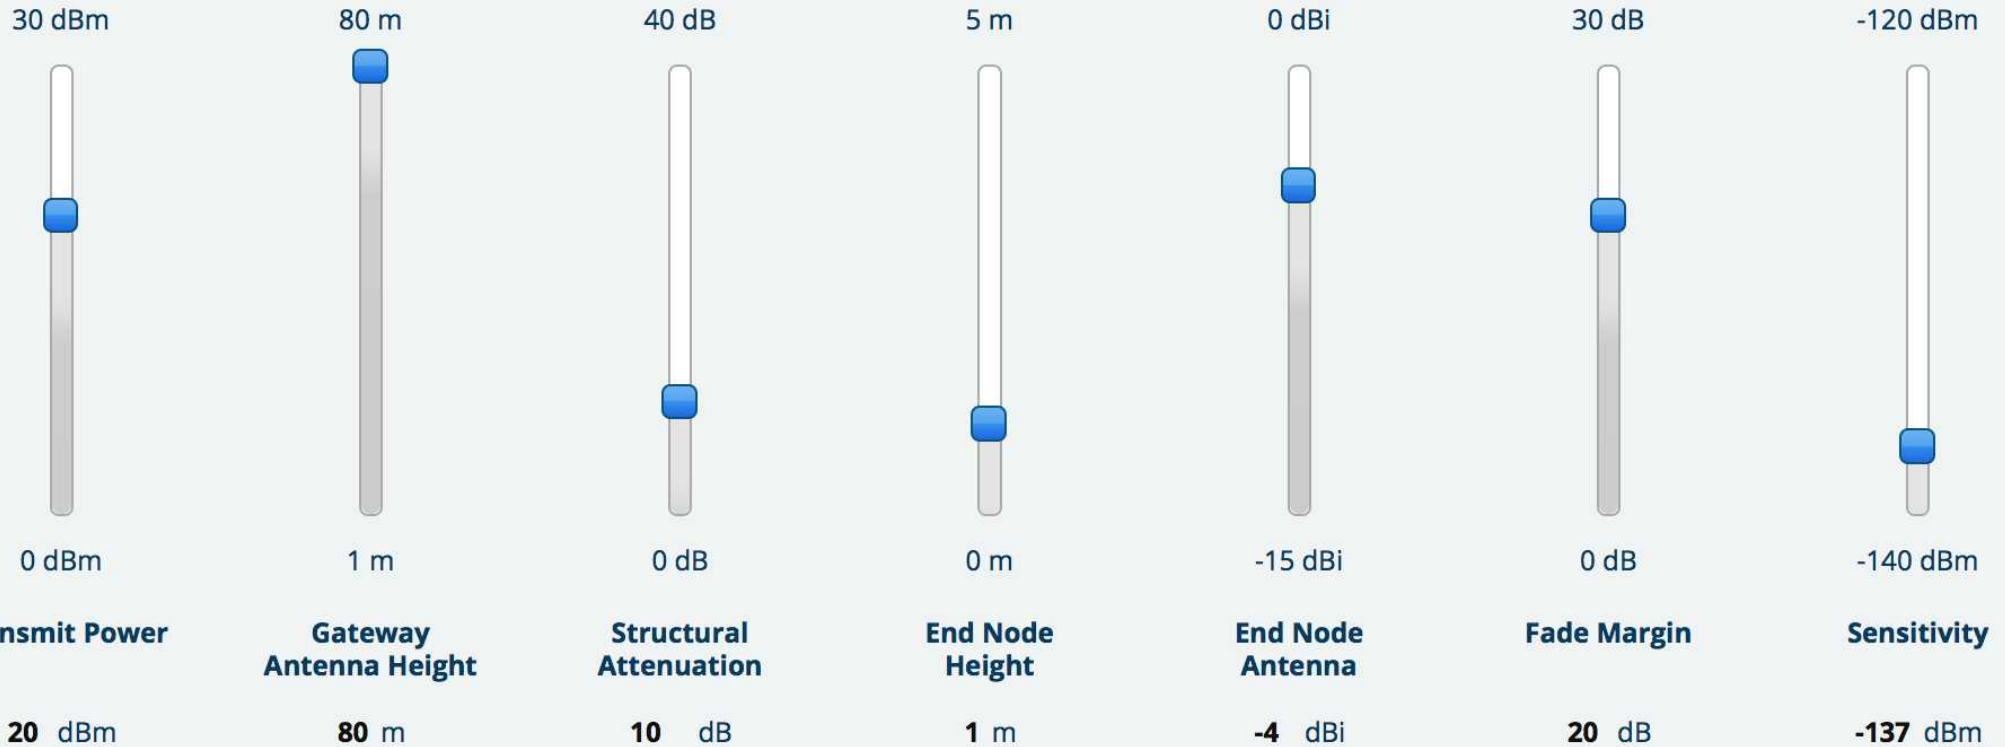 30 dBm 80 m 40 dB 5 m 0 dBi 30 dB -120 dBm
0 dBm 1 m 0 dB 0 m -15 dBi 0 dB -140 dBm
nsmit Power Gateway Structural End Node End Node Fade Margin Sensitivity
Antenna Height Attenuation Height Antenna
20 dBm 80 m 10 dB 1 m -4 dBi 20 dB -137 dBm